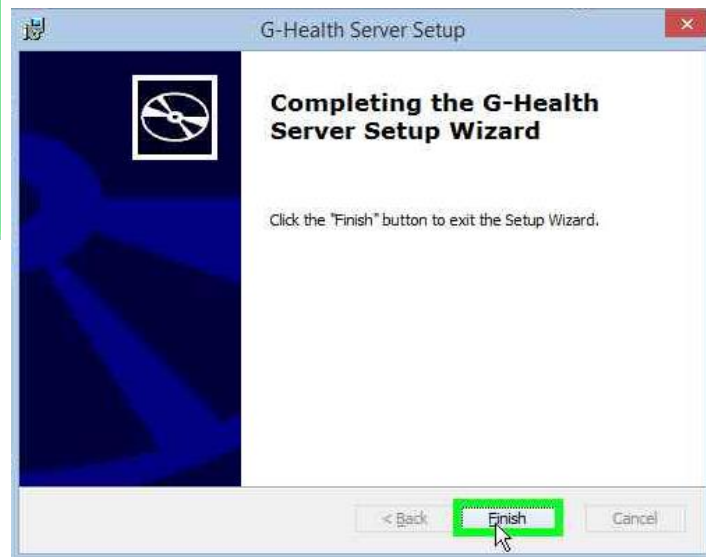 G-Health Server Setup
Completing the G-Health
Server Setup Wizard
Click the "Finish" button to exit the Setup Wizard.
< Back Finish Cancel